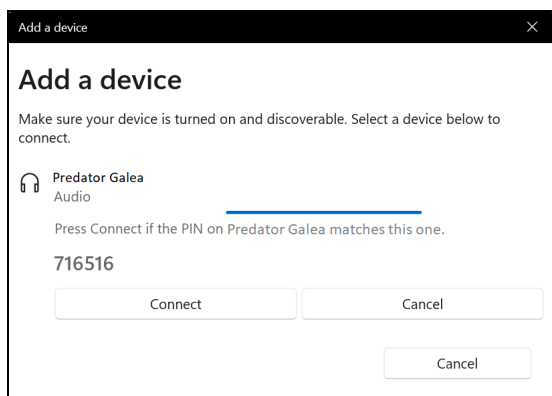 Add a device
Add a device
Make sure your device is turned on and discoverable. Select a device below to
connect.
Predator Galea
Audio
Press Connect if the PIN on Predator Galea matches this one.
716516
Connect Cancel
Cancel